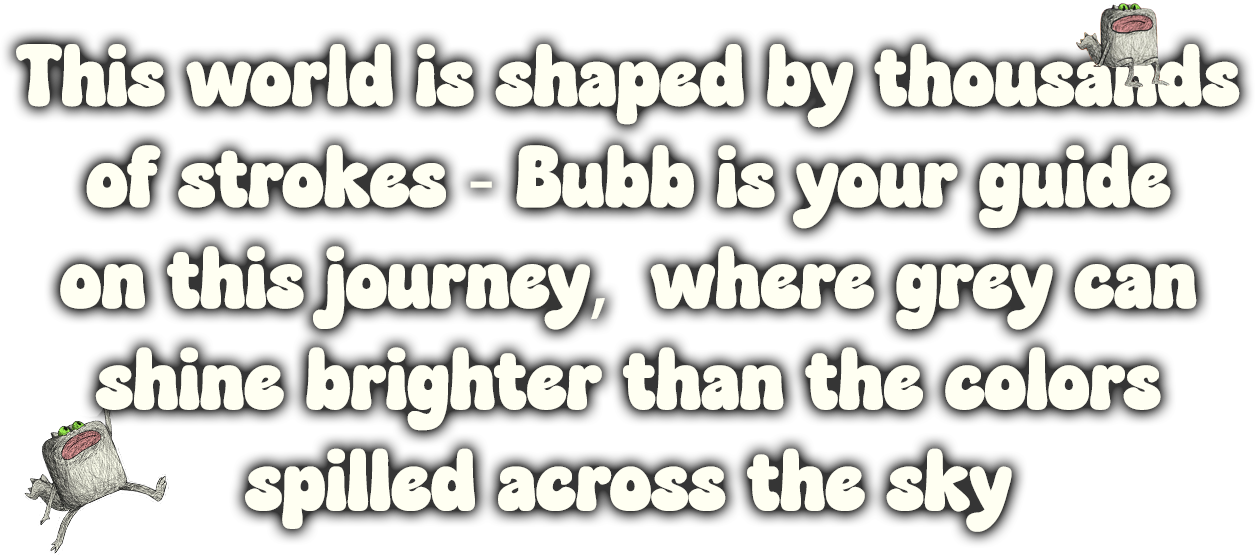 This world is shaped by thousands
of strokes - Bubb is your guide
on this journey,  where grey can
shine brighter than the colors
spilled across the sky